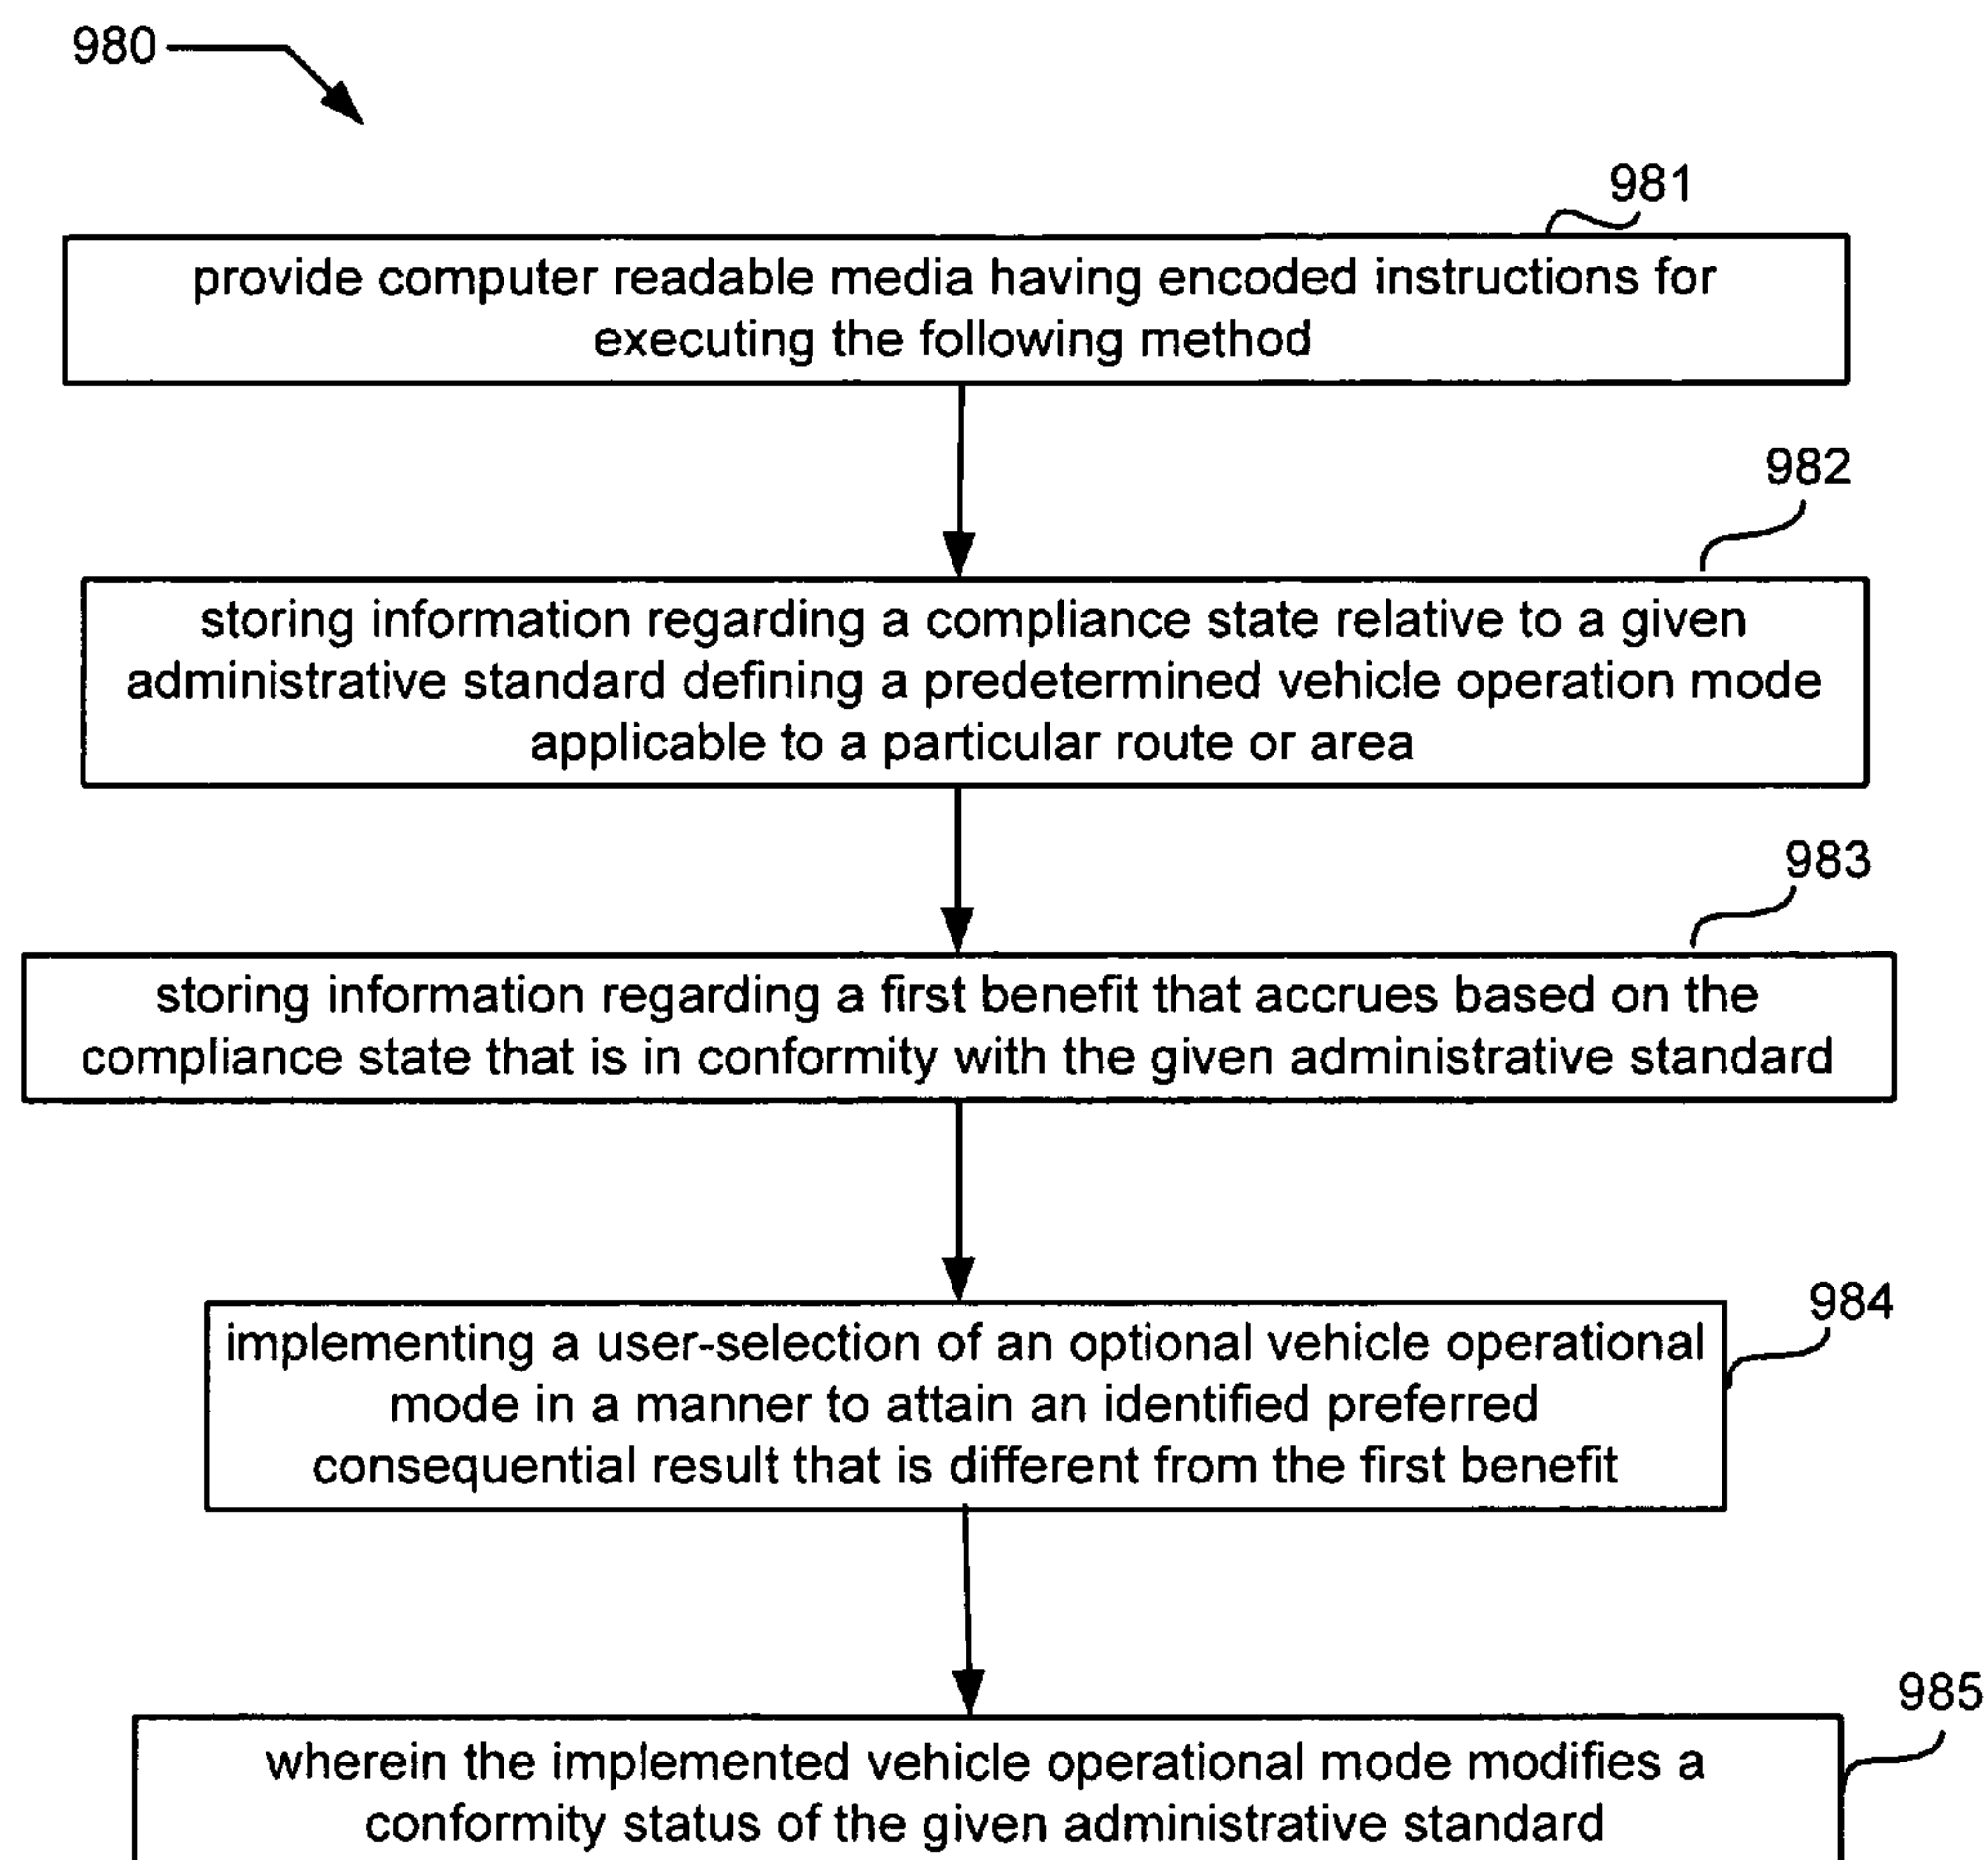 980
981
provide computer readable media having encoded instructions for
executing the following method
982
storing information regarding a compliance state relative to a given
administrative standard defining a predetermined vehicle operation mode
applicable to a particular route or area
983
storing information regarding a first benefit that accrues based on the
compliance state that is in conformity with the given administrative standard
984
implementing a user-selection of an optional vehicle operational
mode in a manner to attain an identified preferred
consequential result that is different from the first benefit
985
wherein the implemented vehicle operational mode modifies a
conformity status of the given administrative standard